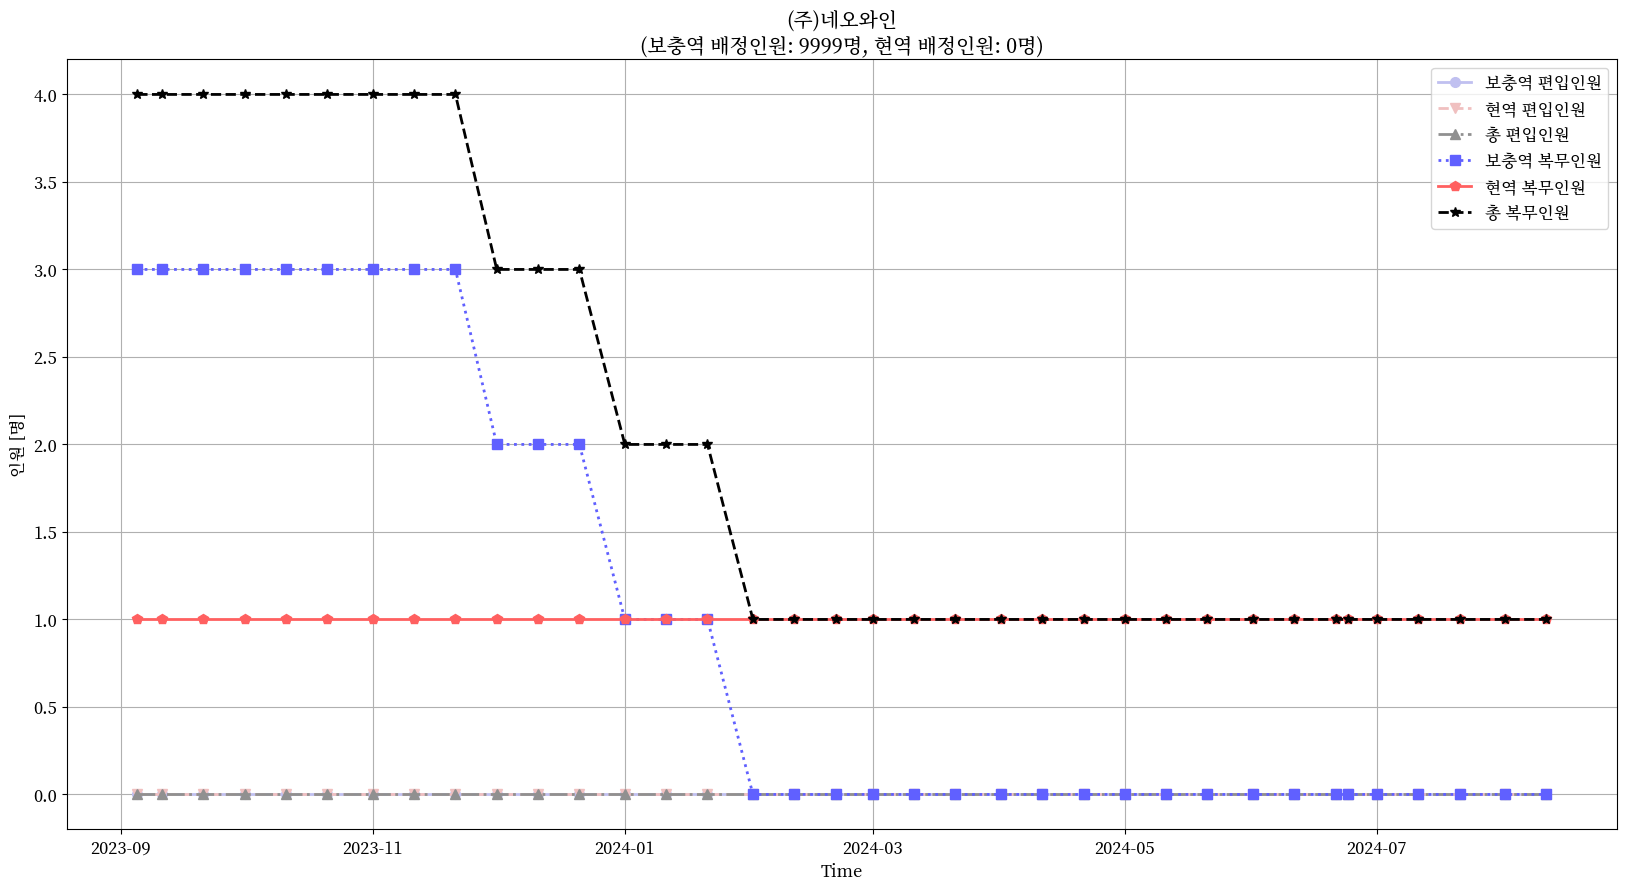 (주)네오와인
(보충역 배정인원: 9999명, 현역 배정인원: 0명)
보충역 편입인원
현역 편입인원
총 편입인원
보충역 복무인원
현역 복무인원
총 복무인원
인원 [명]
4.0
3.5
3.0
2.5
2.0
1.5
1.0
0.5
0.0
2023-09
2023-11
2024-01
2024-03
2024-05
2024-07
Time